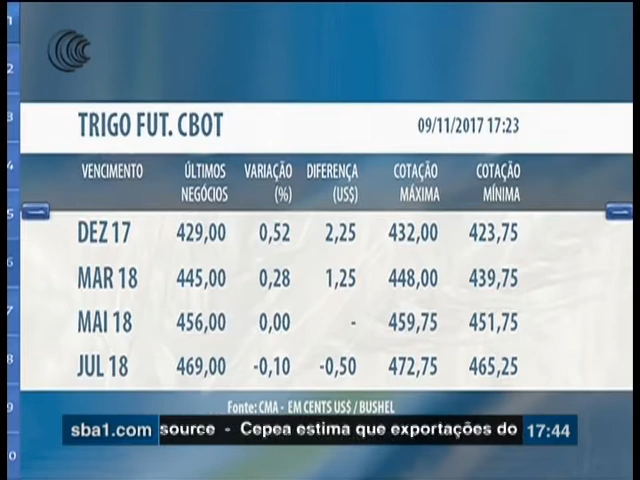 TRIGO FUT. CBOT 09/11/2017 17:23
VENCIMENTO ÚLTIMOS NEGÓCIOS VARIAÇÃO (%) DIFERENÇA (US$) COTAÇÃO MÁXIMA COTAÇÃO MÍNIMA
DEZ 17 429,00 0,52 2,25 432,00 423,75
MAR 18 445,00 0,28 1,25 448,00 439,75
MAI 18 456,00 0,00 - 459,75 451,75
JUL 18 469,00 -0,10 -0,50 472,75 465,25
Fonte: CMA - EM CENTS US$ / BUSHEL
sba1.com source - Cepea estima que exportações do 17:44